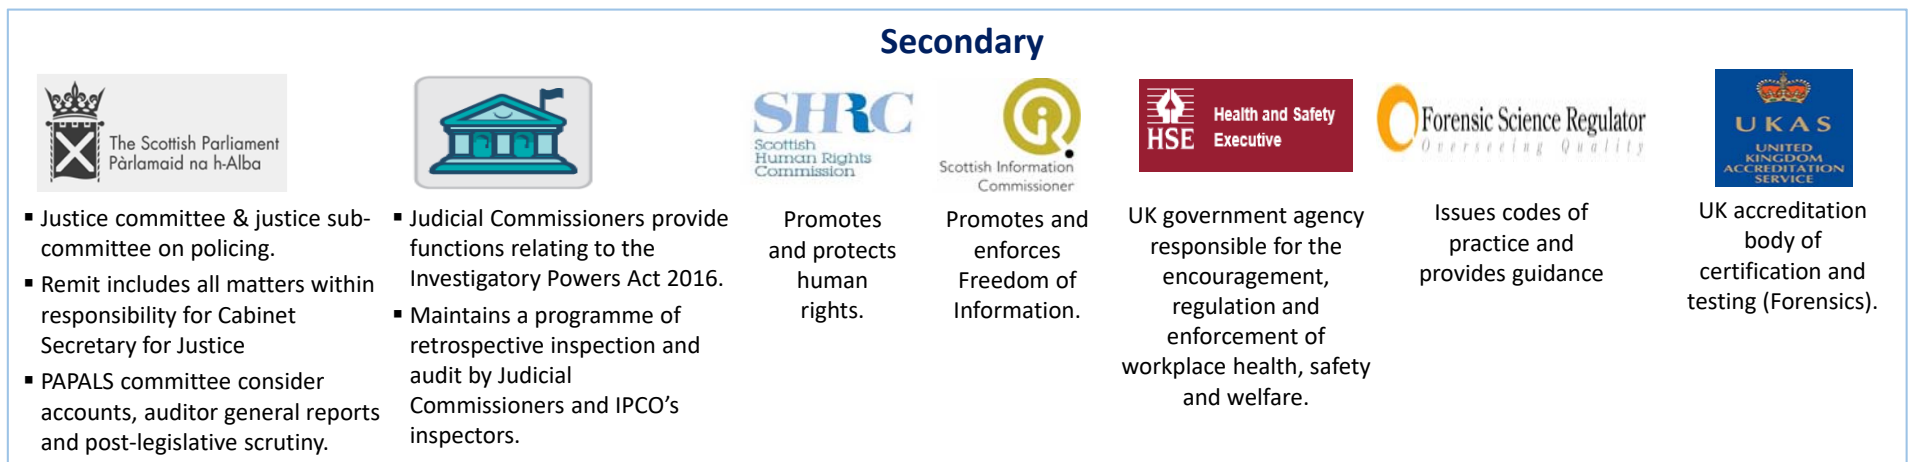 Secondary
The Scottish Parliament
Pàrlamaid na h-Alba
▪ Justice committee & justice sub-
committee on policing.
▪ Remit includes all matters within
responsibility for Cabinet
Secretary for Justice
▪ PAPALS committee consider
accounts, auditor general reports
and post-legislative scrutiny.
▪ Judicial Commissioners provide
functions relating to the
Investigatory Powers Act 2016.
▪ Maintains a programme of
retrospective inspection and
audit by Judicial
Commissioners and IPCO’s
inspectors.
SHRC
Scottish
Human Rights
Commission
Promotes
and protects
human
rights.
Scottish Information
Commissioner
Promotes and
enforces
Freedom of
Information.
HSE
Health and Safety
Executive
UK government agency
responsible for the
encouragement,
regulation and
enforcement of
workplace health, safety
and welfare.
Forensic Science Regulator
Overseeing Quality
Issues codes of
practice and
provides guidance
UKAS
UNITED
KINGDOM
ACCREDITATION
SERVICE
UK accreditation
body of
certification and
testing (Forensics).